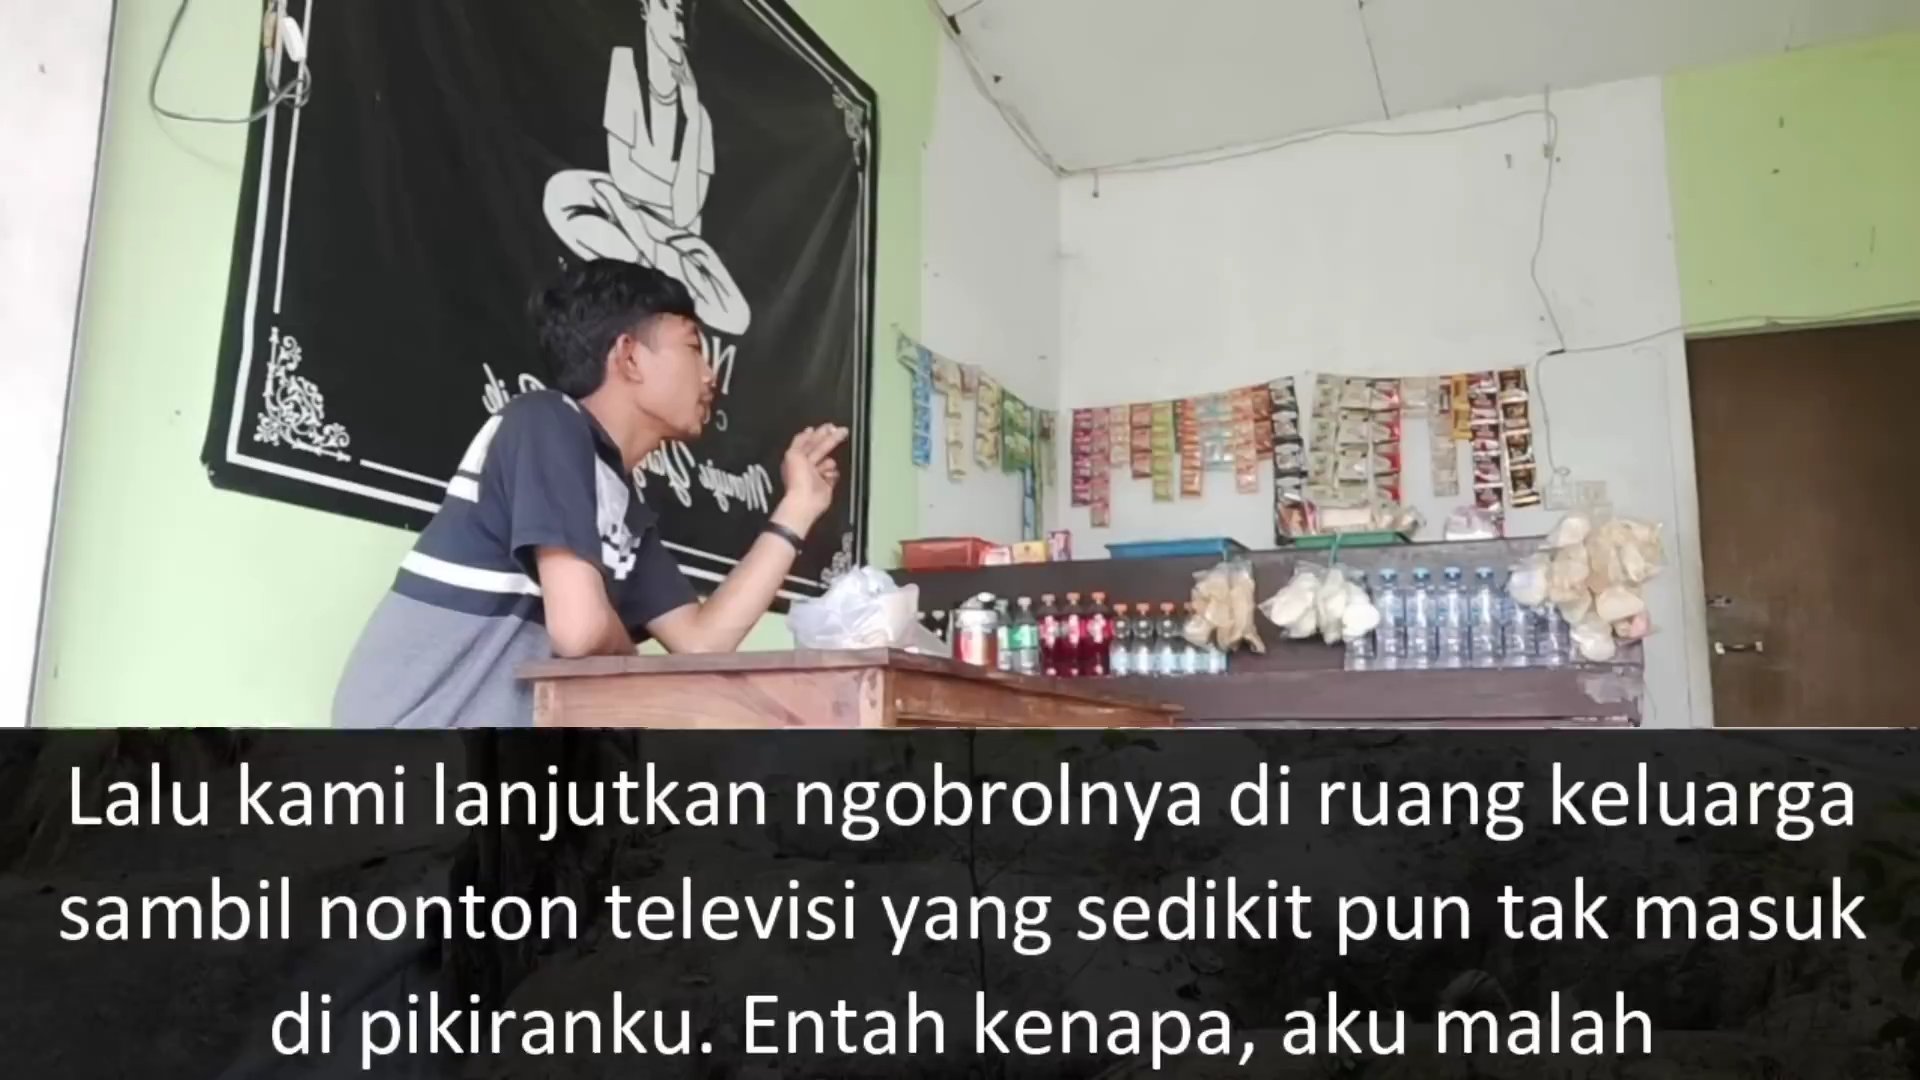 Lalu kami lanjutkan ngobrolnya di ruang keluarga
sambil nonton televisi yang sedikit pun tak masuk
di pikiranku. Entah kenapa, aku malah